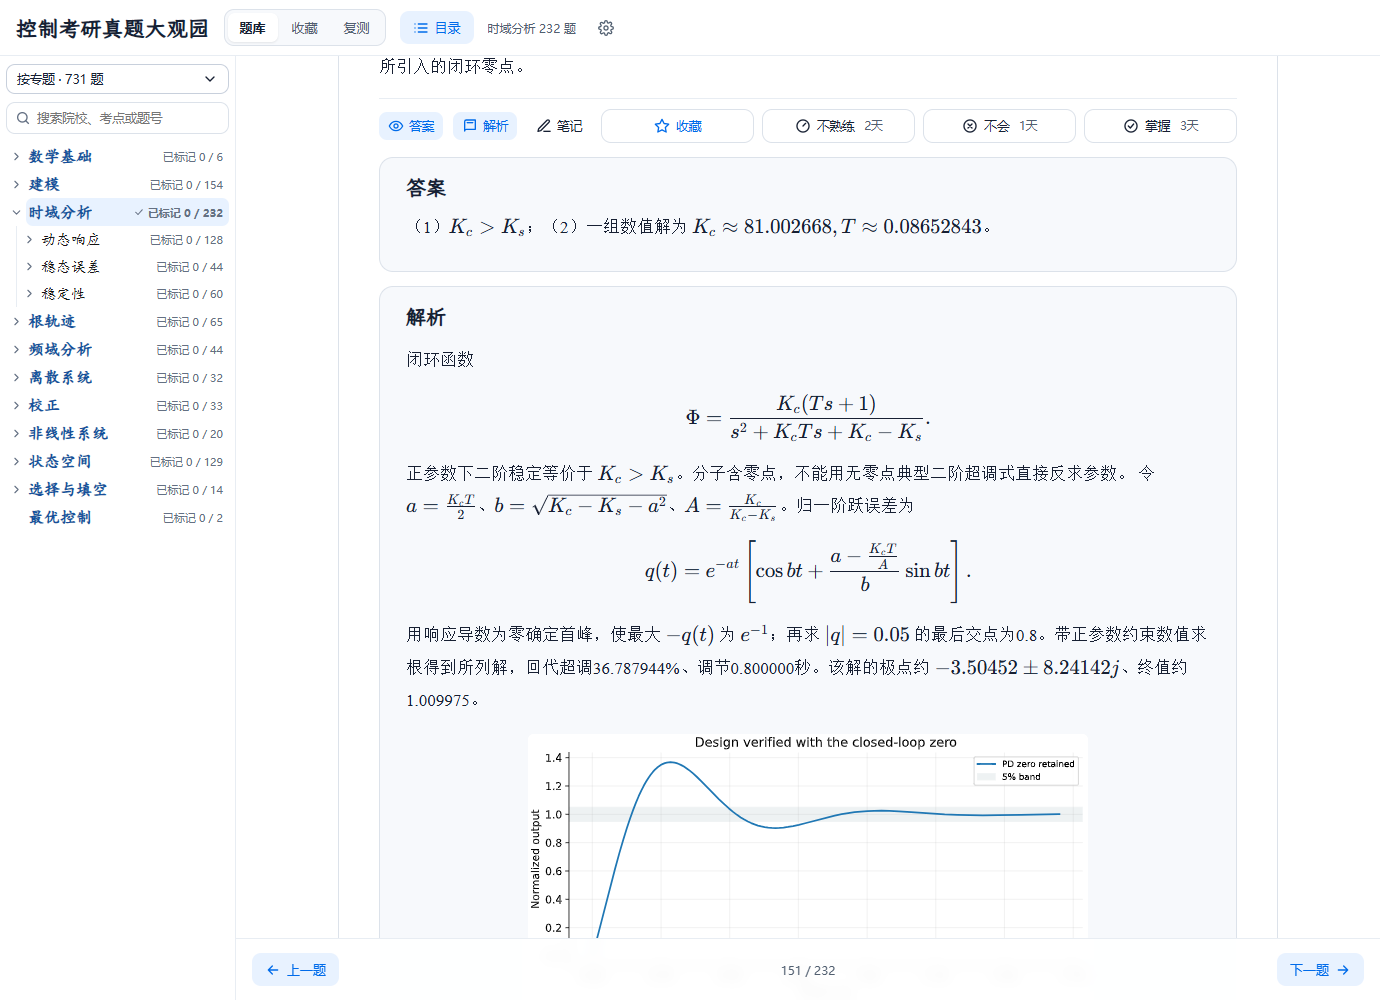 控制考研真题大观园
题库 收藏 复测
目录
时域分析 232 题
按专题 · 731 题
搜索院校、考点或题号
数学基础 已标记 0 / 6
建模 已标记 0 / 154
时域分析 已标记 0 / 232
动态响应 已标记 0 / 128
稳态误差 已标记 0 / 44
稳定性 已标记 0 / 60
根轨迹 已标记 0 / 65
频域分析 已标记 0 / 44
离散系统 已标记 0 / 32
校正 已标记 0 / 33
非线性系统 已标记 0 / 20
状态空间 已标记 0 / 129
选择与填空 已标记 0 / 14
最优控制 已标记 0 / 2
所引入的闭环零点。
答案 解析 笔记 收藏 不熟练 2天 不会 1天 掌握 3天
答案
（1）$K_c > K_s$；（2）一组数值解为 $K_c \approx 81.002668, T \approx 0.08652843$。
解析
闭环函数
$\Phi = \frac{K_c(Ts+1)}{s^2+K_cTs+K_c-K_s}.$
正参数下二阶稳定等价于 $K_c > K_s$。分子含零点，不能用无零点典型二阶超调式直接反求参数。 令
$a = \frac{K_cT}{2}$、$b = \sqrt{K_c-K_s-a^2}$、$A = \frac{K_c}{K_c-K_s}$。归一阶跃误差为
$q(t) = e^{-at}\left[\cos bt + \frac{a-\frac{K_cT}{A}}{b}\sin bt\right].$
用响应导数为零确定首峰，使最大 $-q(t)$ 为 $e^{-1}$；再求 $|q| = 0.05$ 的最后交点为0.8。带正参数约束数值求
根得到所列解，回代超调36.787944%、调节0.800000秒。该解的极点约 $-3.50452 \pm 8.24142j$、终值约
1.009975。
Design verified with the closed-loop zero
PD zero retained
5% band
Normalized output
1.4
1.2
1.0
0.8
0.6
0.4
0.2
上一题
151 / 232
下一题